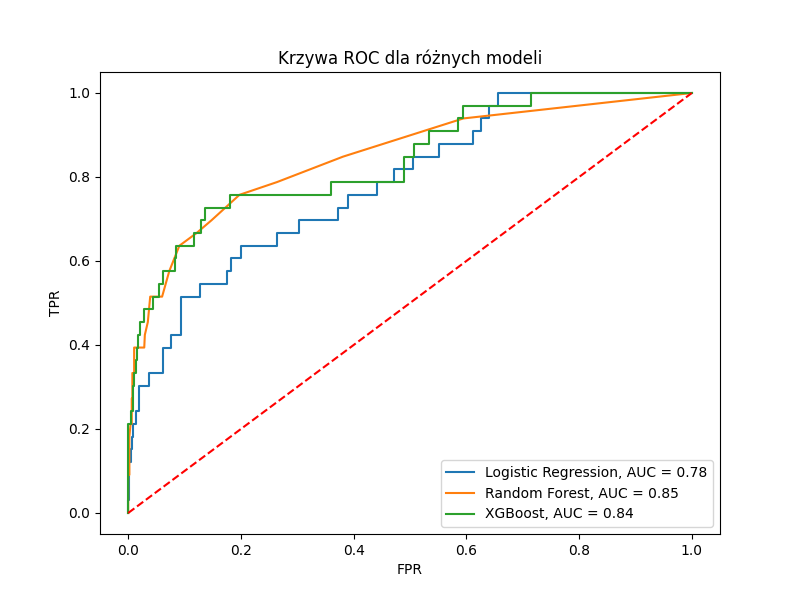 Krzywa ROC dla różnych modeli
TPR
1.0
0.8
0.6
0.4
0.2
0.0
0.0 0.2 0.4 0.6 0.8 1.0
FPR
Logistic Regression, AUC = 0.78
Random Forest, AUC = 0.85
XGBoost, AUC = 0.84